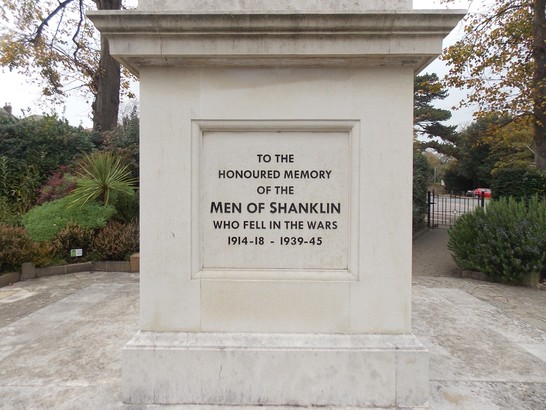 TO THE
HONOURED MEMORY
OF THE
MEN OF SHANKLIN
WHO FELL IN THE WARS
1914-18 - 1939-45